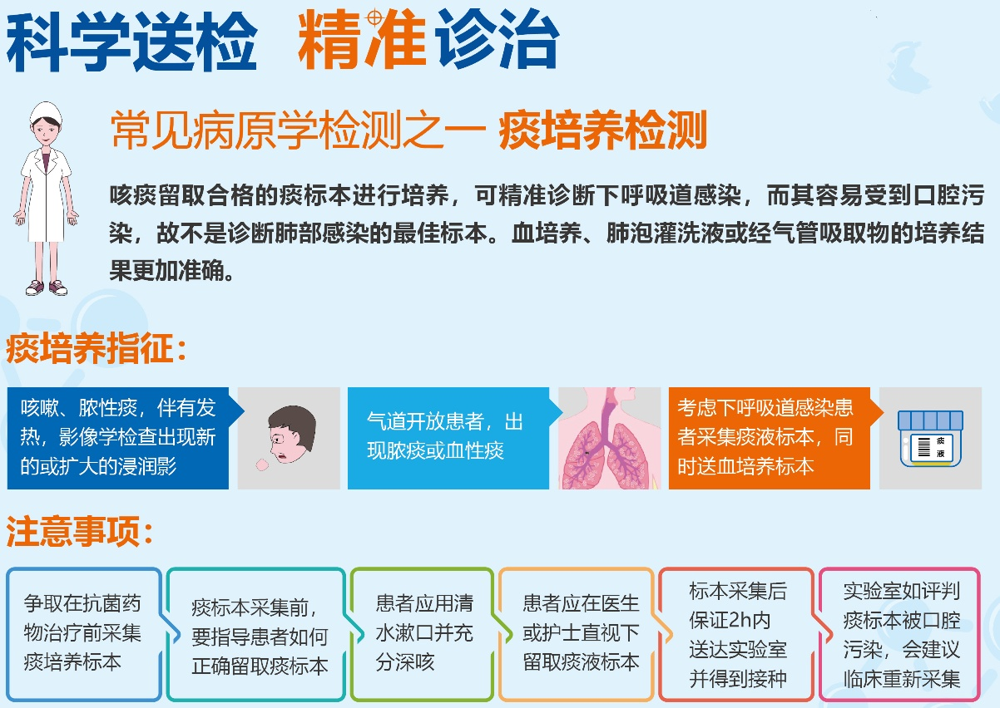 科学送检 精准诊治
常见病原学检测之一 痰培养检测
咳痰留取合格的痰标本进行培养，可精准诊断下呼吸道感染，而其容易受到口腔污
染，故不是诊断肺部感染的最佳标本。血培养、肺泡灌洗液或经气管吸取物的培养结
果更加准确。
痰培养指征：
咳嗽、脓性痰，伴有发
热，影像学检查出现新
的或扩大的浸润影
气道开放患者，出
现脓痰或血性痰
考虑下呼吸道感染患
者采集痰液标本，同
时送血培养标本
痰
液
注意事项：
争取在抗菌药
物治疗前采集
痰培养标本
痰标本采集前，
要指导患者如何
正确留取痰标本
患者应用清
水漱口并充
分深咳
患者应在医生
或护士直视下
留取痰液标本
标本采集后
保证2h内
送达实验室
并得到接种
实验室如评判
痰标本被口腔
污染，会建议
临床重新采集